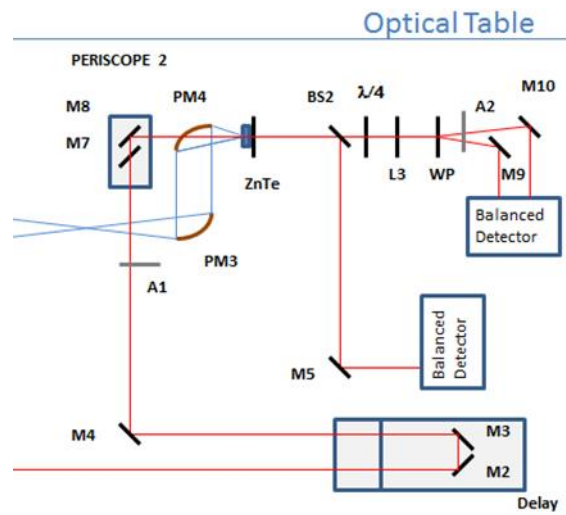 Optical Table
PERISCOPE 2
M8
PM4
M7
BS2
λ/4
A2
M10
ZnTe
L3
WP
M9
Balanced
Detector
PM3
A1
Balanced
Detector
M5
M4
M3
M2
Delay